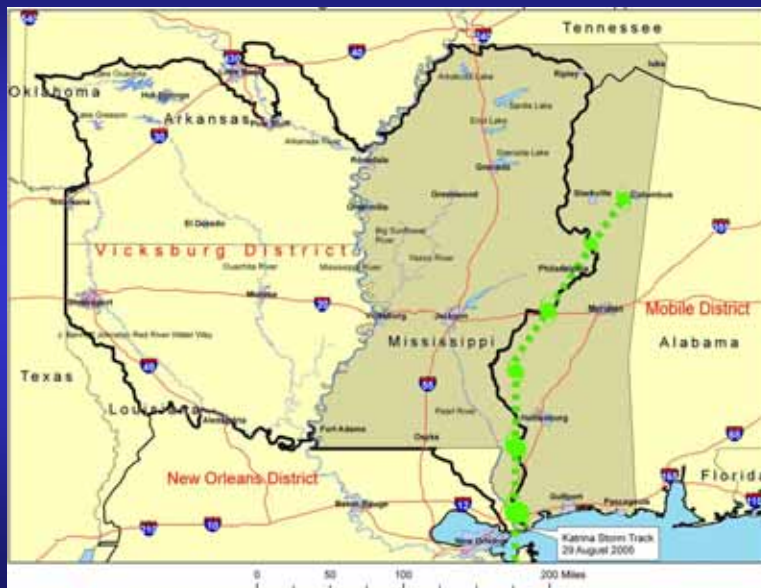 Tennessee
Oklahoma
Hot Springs
Arkabutla Lake
Ripley
Iuka
Sardis Lake
Enid Lake
Grenada Lake
Grenada
Lake Greeson
Arkansas
Pine Bluff
Arkansas River
Rosedale
Texarkana
El Dorado
Greenville
Greenwood
Starkville
Columbus
Vicksburg District
Big Sunflower
River
Ouachita River
Mississippi River
Yazoo River
Philadelphia
Monroe
Shreveport
Vicksburg
Jackson
Meridian
Mobile District
Mississippi
Alabama
Texas
Louisiana
Alexandria
Pearl River
Hattiesburg
Fort Adams
New Orleans District
Baton Rouge
Gulfport
Pascagoula
Florida
New Orleans
Katrina Storm Track
29 August 2005
0 50 100 200 Miles